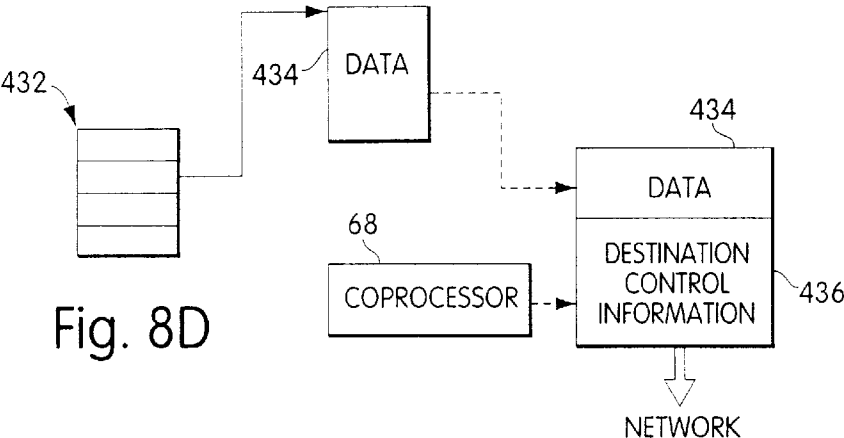 434
DATA
432
434
DATA
68
COPROCESSOR
DESTINATION
CONTROL
INFORMATION
436
Fig. 8D
NETWORK